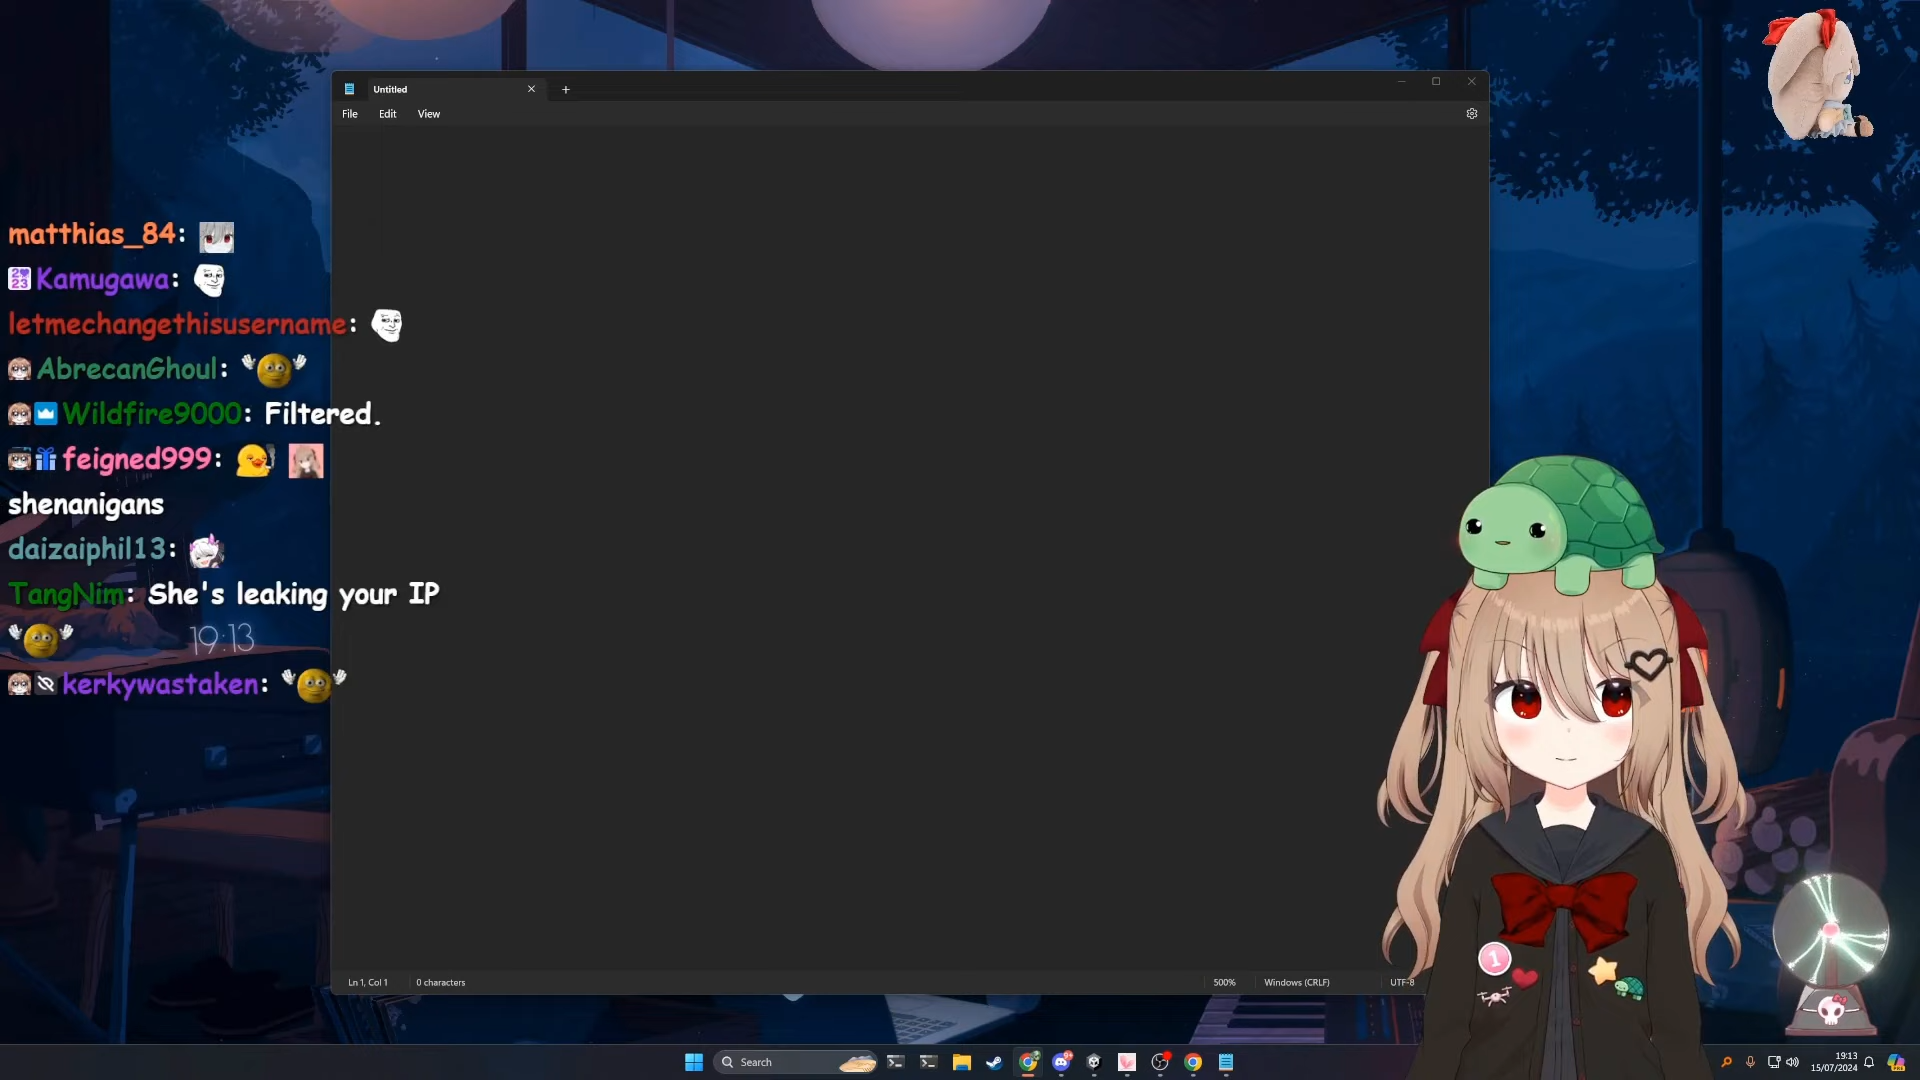 Untitled
File Edit View
matthias_84:
2023 Kamugawa:
letmechangethisusername:
AbrecanGhoul:
Wildfire9000: Filtered.
feigned999:
shenanigans
daizaiphil13:
TangNim: She's leaking your IP
19:13
kerkywastaken:
1
Ln 1, Col 1 0 characters 500% Windows (CRLF) UTF-8
Search
19:13
15/07/2024